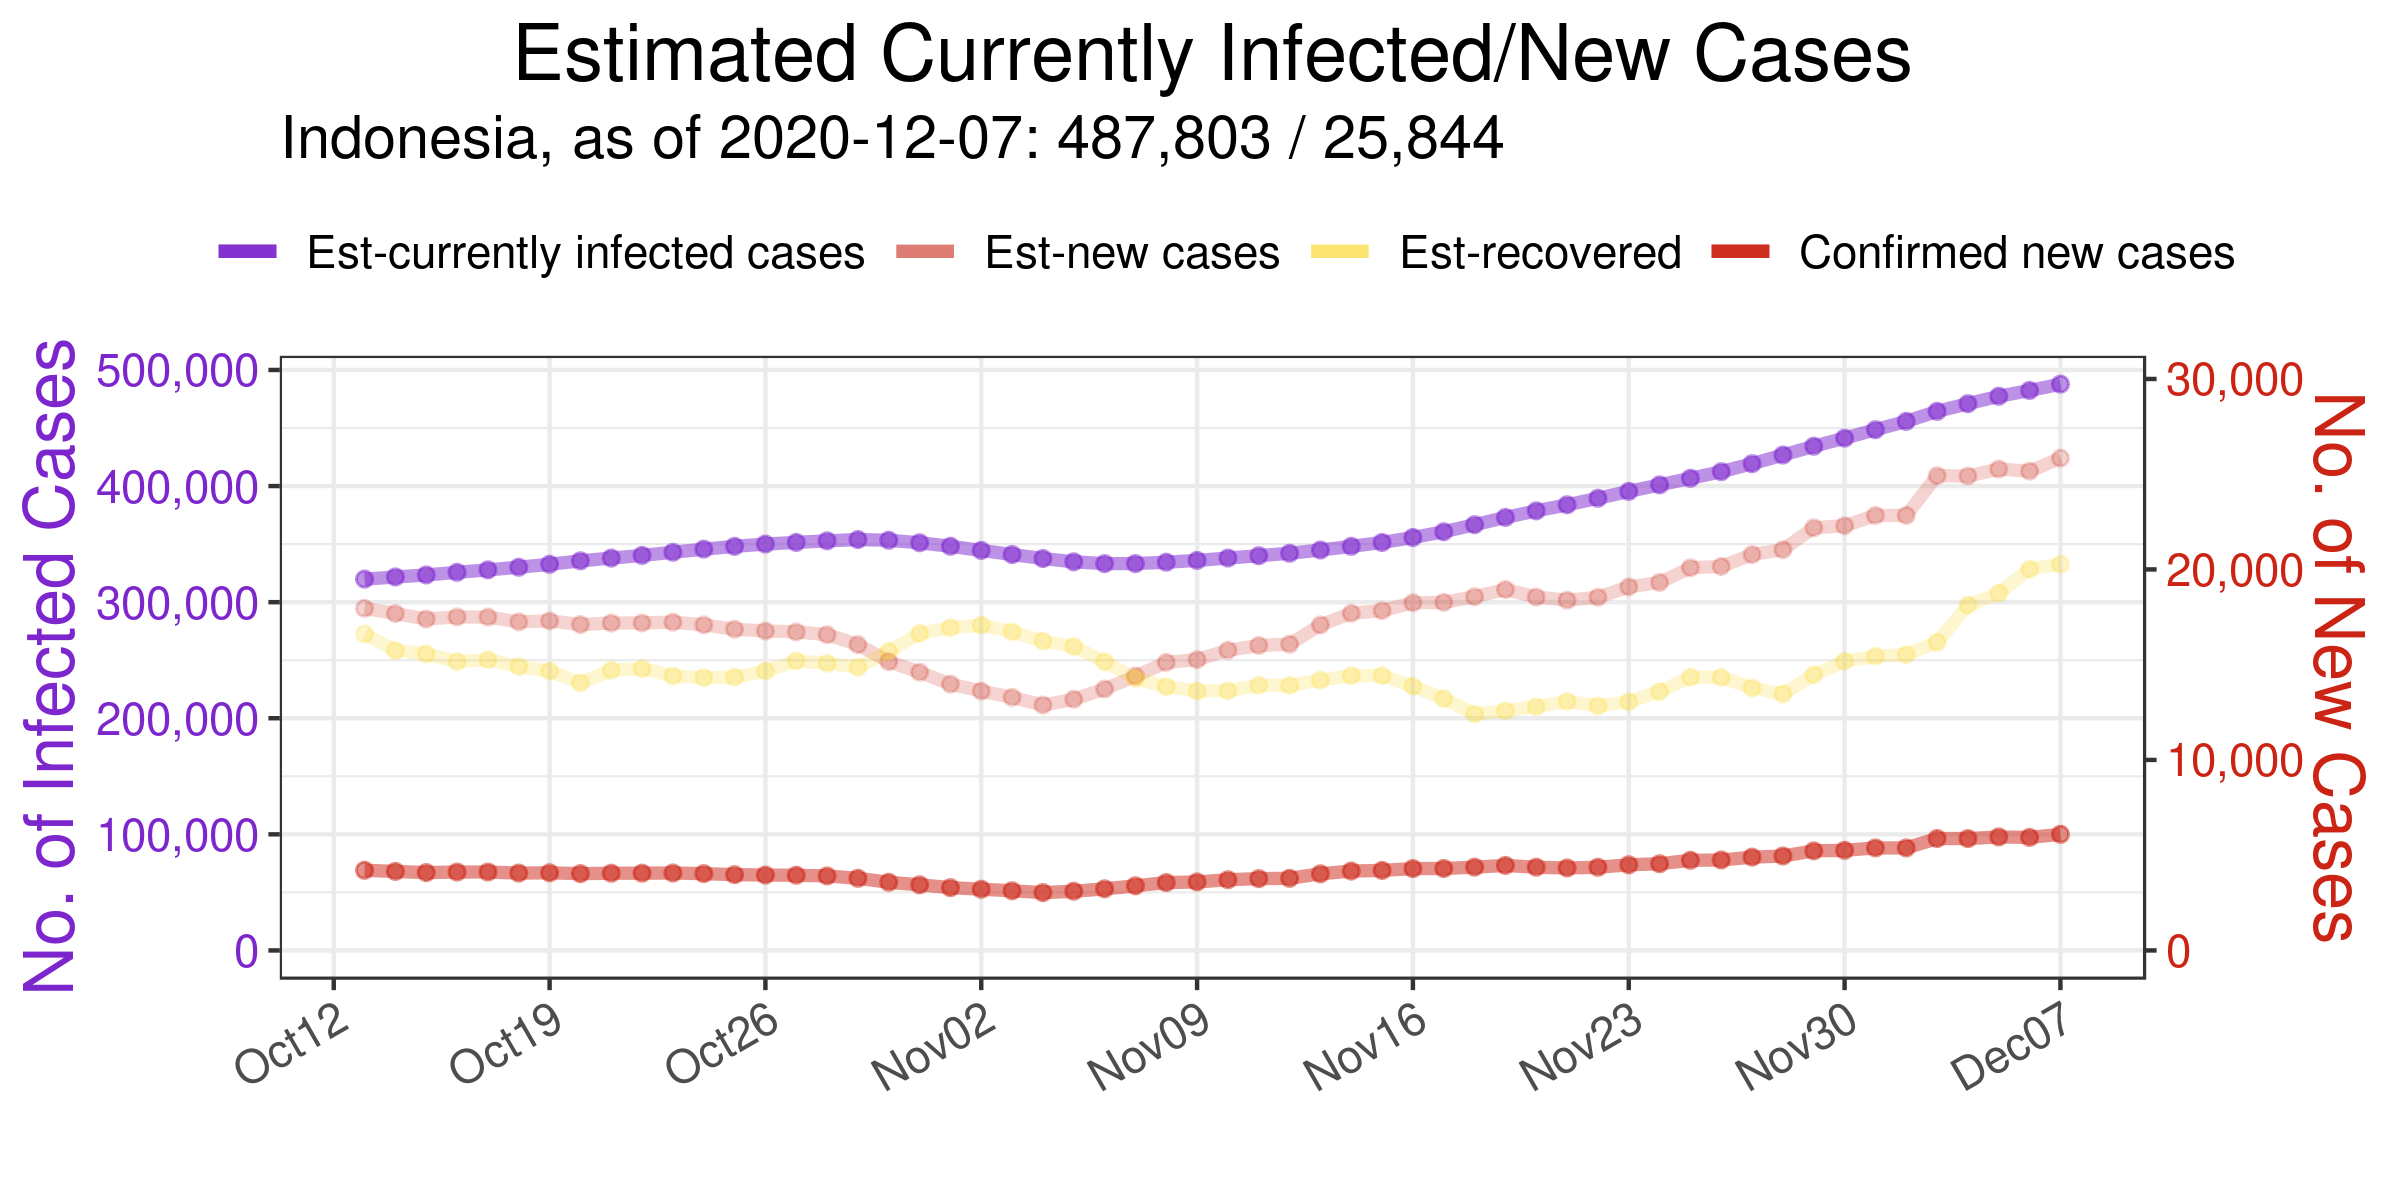 Estimated Currently Infected/New Cases
Indonesia, as of 2020-12-07: 487,803 / 25,844
Est-currently infected cases Est-new cases Est-recovered Confirmed new cases
No. of Infected Cases
500,000
400,000
300,000
200,000
100,000
0
30,000
20,000
10,000
0
No. of New Cases
Oct12 Oct19 Oct26 Nov02 Nov09 Nov16 Nov23 Nov30 Dec07